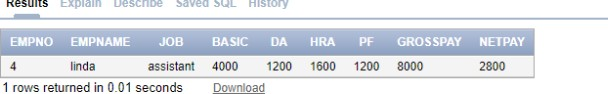 Results Explain Describe Saved SQL History
EMPNO EMPNAME JOB BASIC DA HRA PF GROSSPAY NETPAY
4 linda assistant 4000 1200 1600 1200 8000 2800
1 rows returned in 0.01 seconds Download